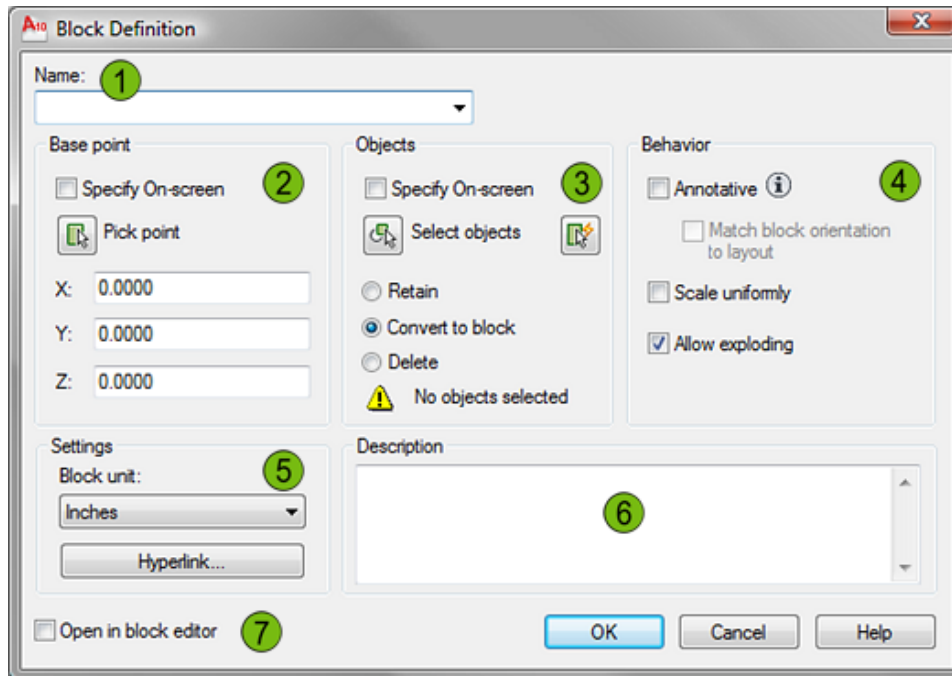 A10 Block Definition
Name: 1
Base point
2
Specify On-screen
Pick point
X: 0.0000
Y: 0.0000
Z: 0.0000
Objects
3
Specify On-screen
Select objects
Retain
Convert to block
Delete
No objects selected
Behavior
4
Annotative i
Match block orientation
to layout
Scale uniformly
Allow exploding
Settings
5
Block unit:
Inches
Hyperlink...
Description
6
Open in block editor 7
OK Cancel Help